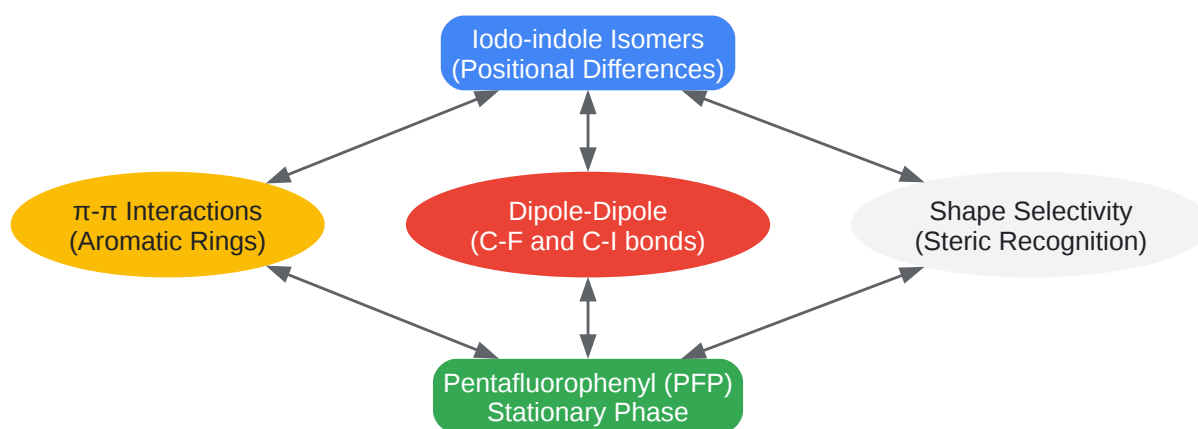 Iodo-indole Isomers
(Positional Differences)
π-π Interactions
(Aromatic Rings)
Dipole-Dipole
(C-F and C-I bonds)
Shape Selectivity
(Steric Recognition)
Pentafluorophenyl (PFP)
Stationary Phase